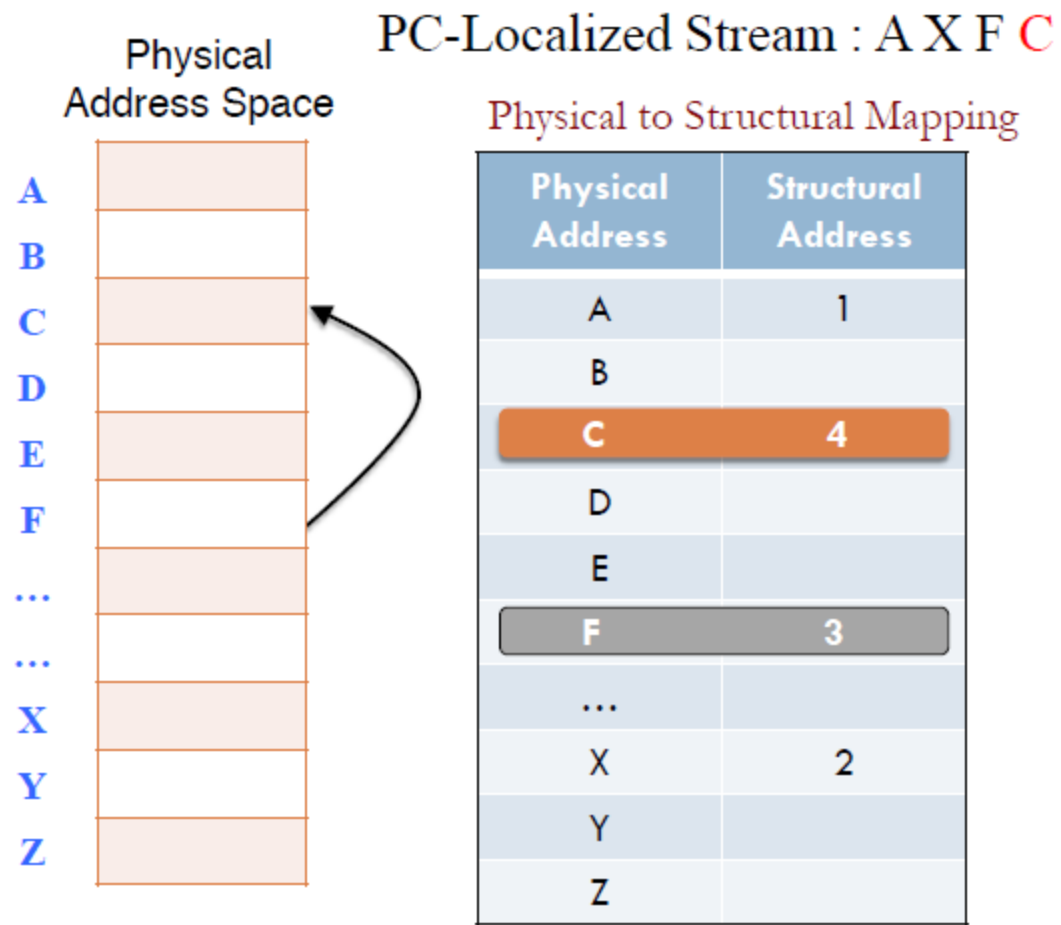 PC-Localized Stream : A X F C
Physical
Address Space
A
B
C
D
E
F
...
...
X
Y
Z
Physical to Structural Mapping
Physical Address Structural Address
A 1
B
C 4
D
E
F 3
...
X 2
Y
Z